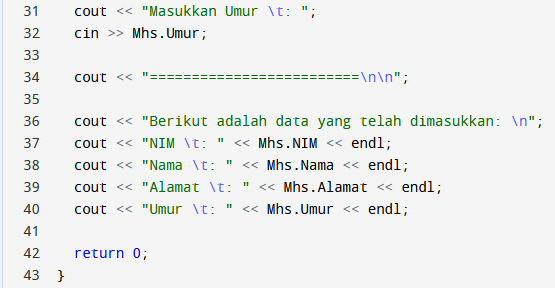 31 cout << "Masukkan Umur \t: ";
32 cin >> Mhs.Umur;
33
34 cout << "=========================\n\n";
35
36 cout << "Berikut adalah data yang telah dimasukkan: \n";
37 cout << "NIM \t: " << Mhs.NIM << endl;
38 cout << "Nama \t: " << Mhs.Nama << endl;
39 cout << "Alamat \t: " << Mhs.Alamat << endl;
40 cout << "Umur \t: " << Mhs.Umur << endl;
41
42 return 0;
43 }